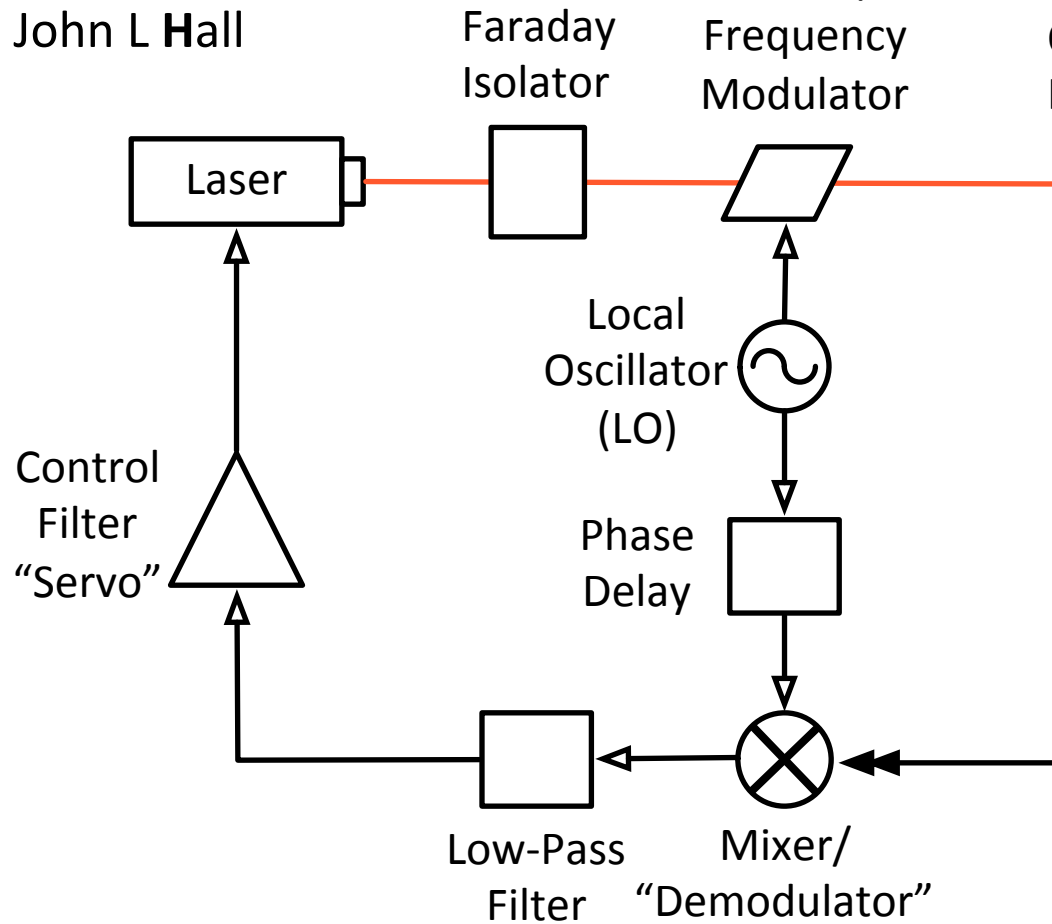 John L Hall
Faraday
Isolator
Frequency
Modulator
Laser
Local
Oscillator
(LO)
Control
Filter
“Servo”
Phase
Delay
Low-Pass
Filter
Mixer/
“Demodulator”